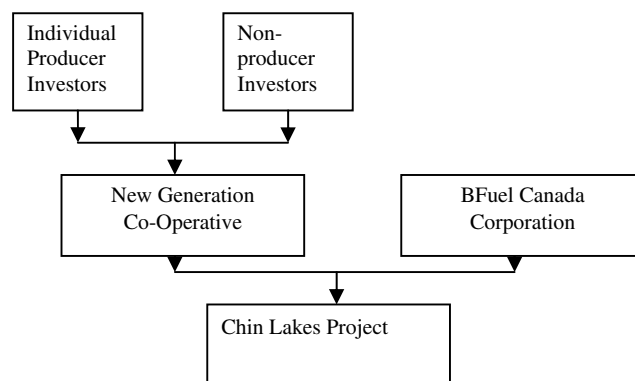 Individual
Producer
Investors
Non-
producer
Investors
New Generation
Co-Operative
BFuel Canada
Corporation
Chin Lakes Project